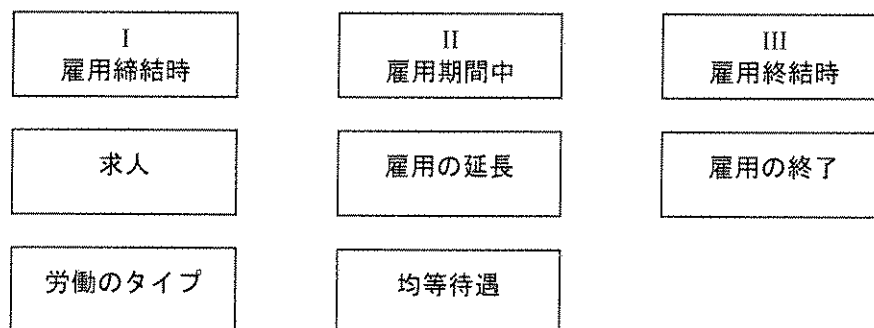 I
雇用締結時
II
雇用期間中
III
雇用終結時
求人
雇用の延長
雇用の終了
労働のタイプ
均等待遇